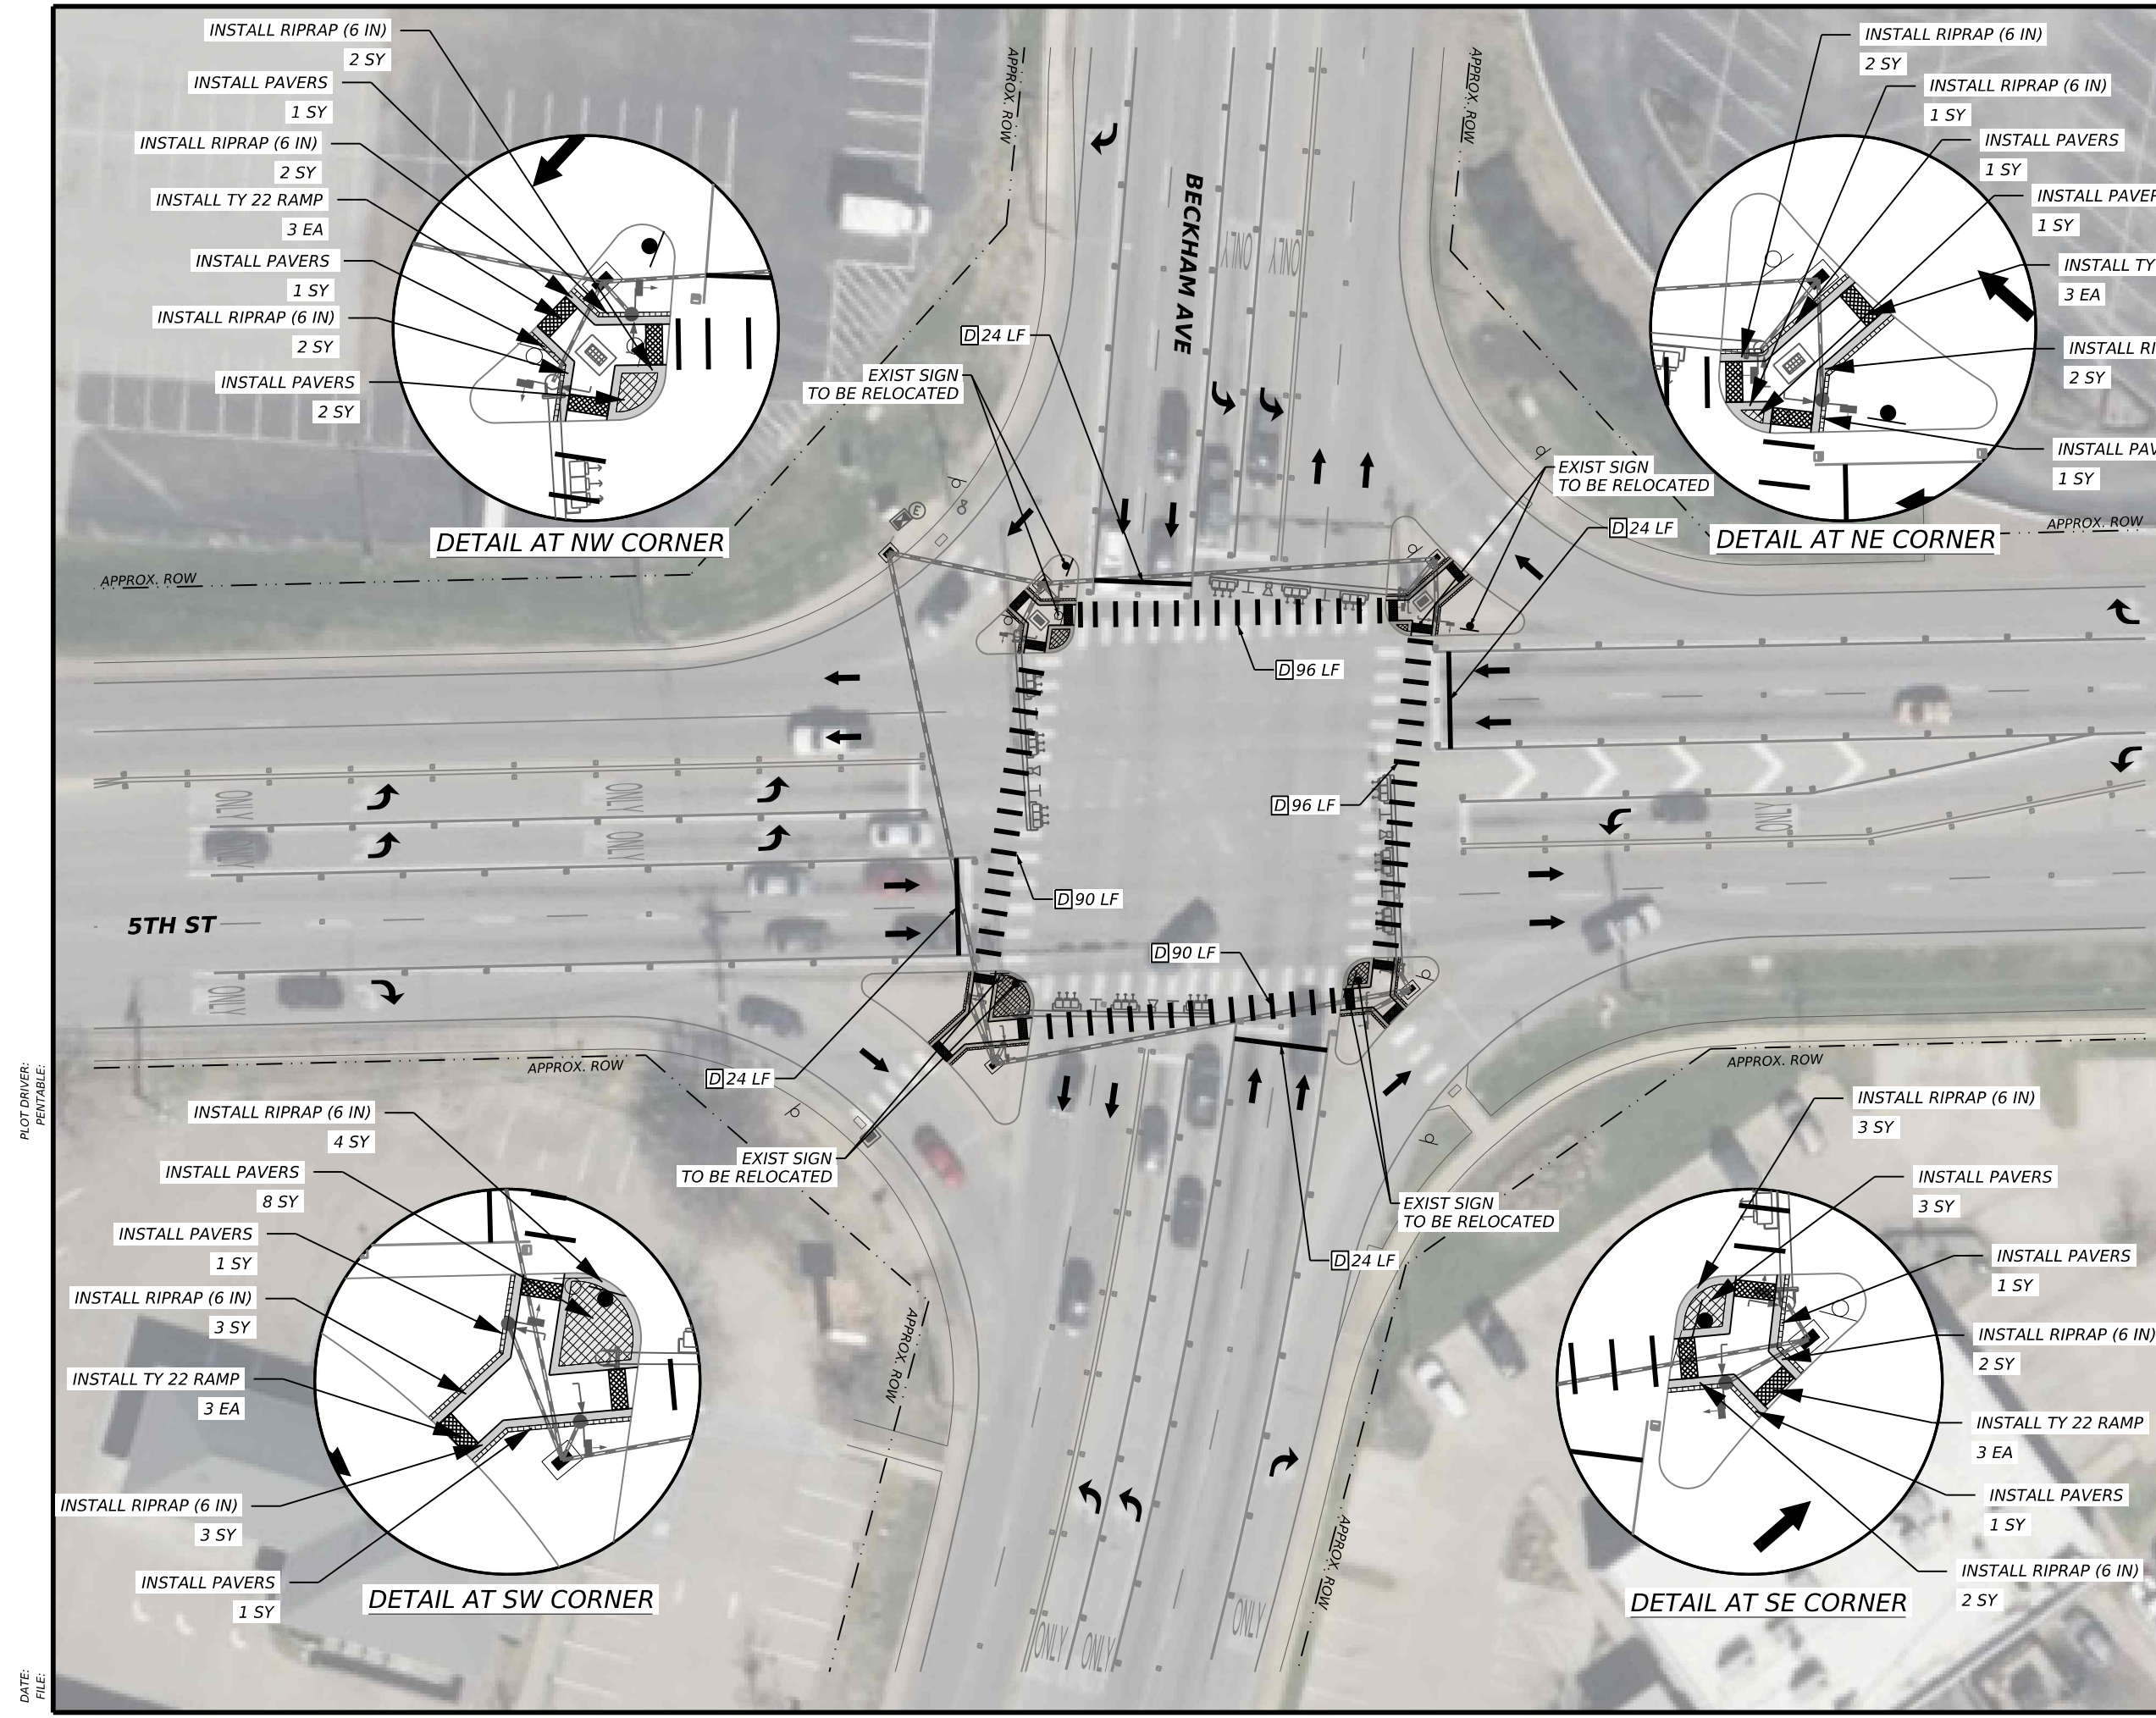 INSTALL RIPRAP (6 IN)
2 SY
INSTALL PAVERS
1 SY
INSTALL RIPRAP (6 IN)
2 SY
INSTALL TY 22 RAMP
3 EA
INSTALL PAVERS
1 SY
INSTALL RIPRAP (6 IN)
2 SY
INSTALL PAVERS
2 SY
DETAIL AT NW CORNER
APPROX. ROW
APPROX. ROW
BECKHAM AVE
ONLY
ONLY
D 24 LF
EXIST SIGN
TO BE RELOCATED
E
APPROX. ROW
INSTALL RIPRAP (6 IN)
2 SY
INSTALL RIPRAP (6 IN)
1 SY
INSTALL PAVERS
1 SY
INSTALL PAVER
1 SY
INSTALL TY
3 EA
INSTALL RI
2 SY
INSTALL PAV
1 SY
DETAIL AT NE CORNER
APPROX. ROW
EXIST SIGN
TO BE RELOCATED
D 24 LF
D 96 LF
D 96 LF
D 90 LF
D 90 LF
ONLY
ONLY
ONLY
ONLY
ONLY
ONLY
5TH ST
ONLY
APPROX. ROW
D 24 LF
EXIST SIGN
TO BE RELOCATED
APPROX. ROW
EXIST SIGN
TO BE RELOCATED
D 24 LF
APPROX. ROW
APPROX. ROW
ONLY
ONLY
ONLY
INSTALL RIPRAP (6 IN)
4 SY
INSTALL PAVERS
8 SY
INSTALL PAVERS
1 SY
INSTALL RIPRAP (6 IN)
3 SY
INSTALL TY 22 RAMP
3 EA
INSTALL RIPRAP (6 IN)
3 SY
INSTALL PAVERS
1 SY
DETAIL AT SW CORNER
INSTALL RIPRAP (6 IN)
3 SY
INSTALL PAVERS
3 SY
INSTALL PAVERS
1 SY
INSTALL RIPRAP (6 IN)
2 SY
INSTALL TY 22 RAMP
3 EA
INSTALL PAVERS
1 SY
INSTALL RIPRAP (6 IN)
2 SY
DETAIL AT SE CORNER
PLOT DRIVER:
PENTABLE:
DATE:
FILE: